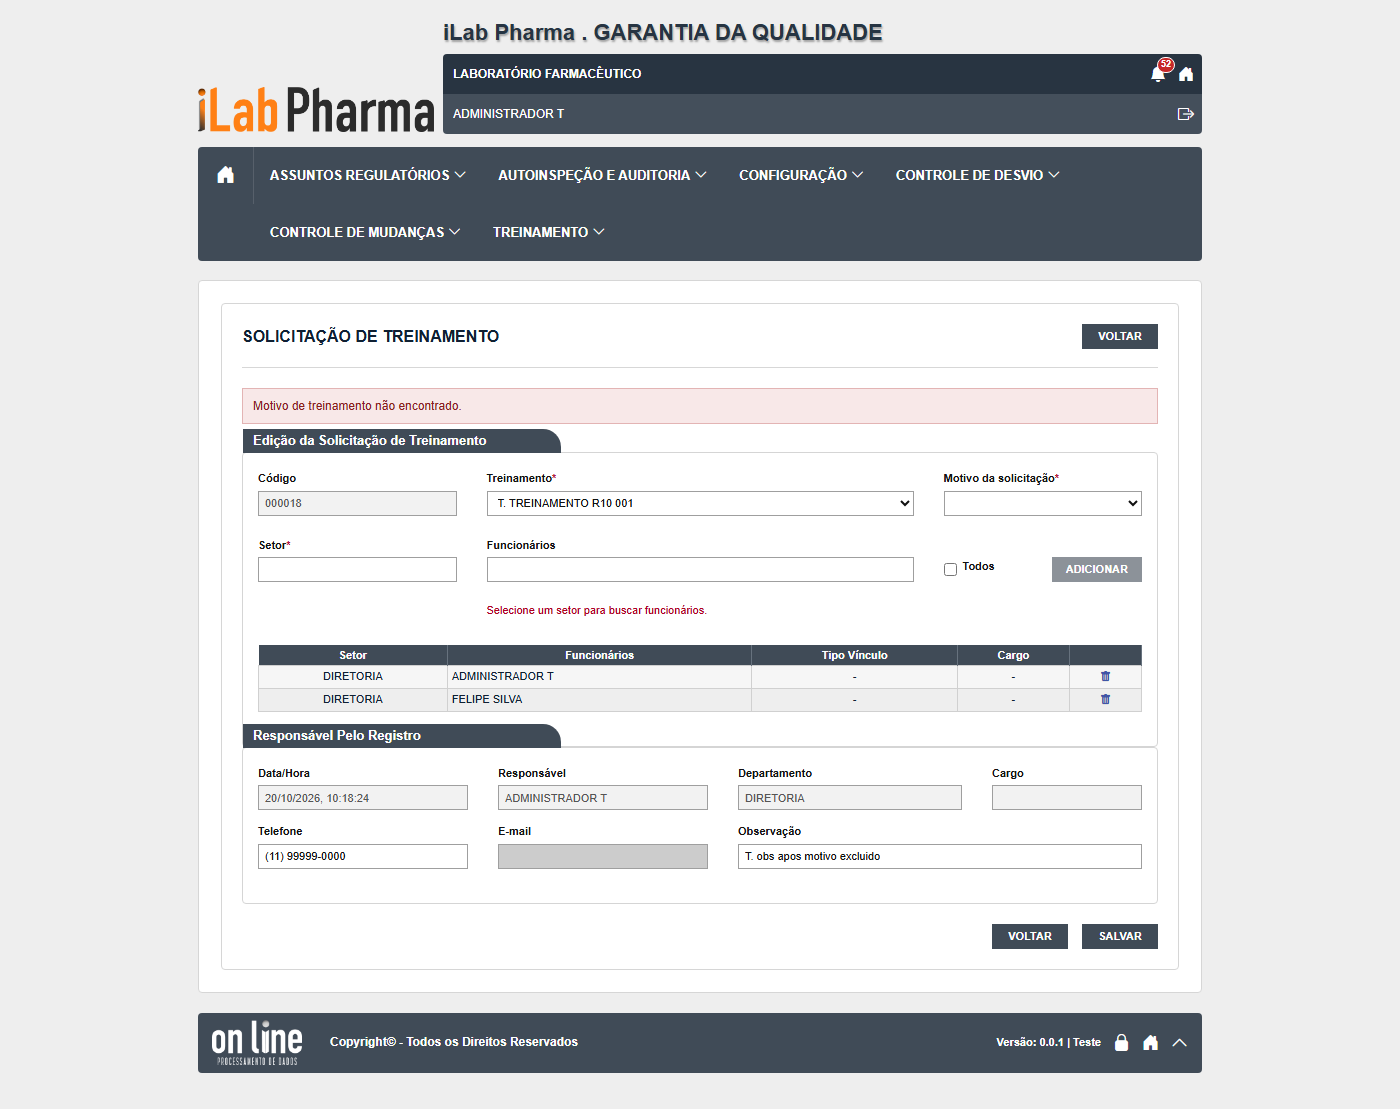 iLab Pharma . GARANTIA DA QUALIDADE
iLab Pharma
LABORATÓRIO FARMACÊUTICO
52
ADMINISTRADOR T
ASSUNTOS REGULATÓRIOS
AUTOINSPEÇÃO E AUDITORIA
CONFIGURAÇÃO
CONTROLE DE DESVIO
CONTROLE DE MUDANÇAS
TREINAMENTO
SOLICITAÇÃO DE TREINAMENTO
VOLTAR
Motivo de treinamento não encontrado.
Edição da Solicitação de Treinamento
Código
Treinamento*
Motivo da solicitação*
000018
T. TREINAMENTO R10 001
Setor*
Funcionários
Todos
ADICIONAR
Selecione um setor para buscar funcionários.
Setor Funcionários Tipo Vínculo Cargo
DIRETORIA ADMINISTRADOR T - -
DIRETORIA FELIPE SILVA - -
Responsável Pelo Registro
Data/Hora
Responsável
Departamento
Cargo
20/10/2026, 10:18:24
ADMINISTRADOR T
DIRETORIA
Telefone
E-mail
Observação
(11) 99999-0000
T. obs apos motivo excluido
VOLTAR
SALVAR
on line
PROCESSAMENTO DE DADOS
Copyright© - Todos os Direitos Reservados
Versão: 0.0.1 | Teste